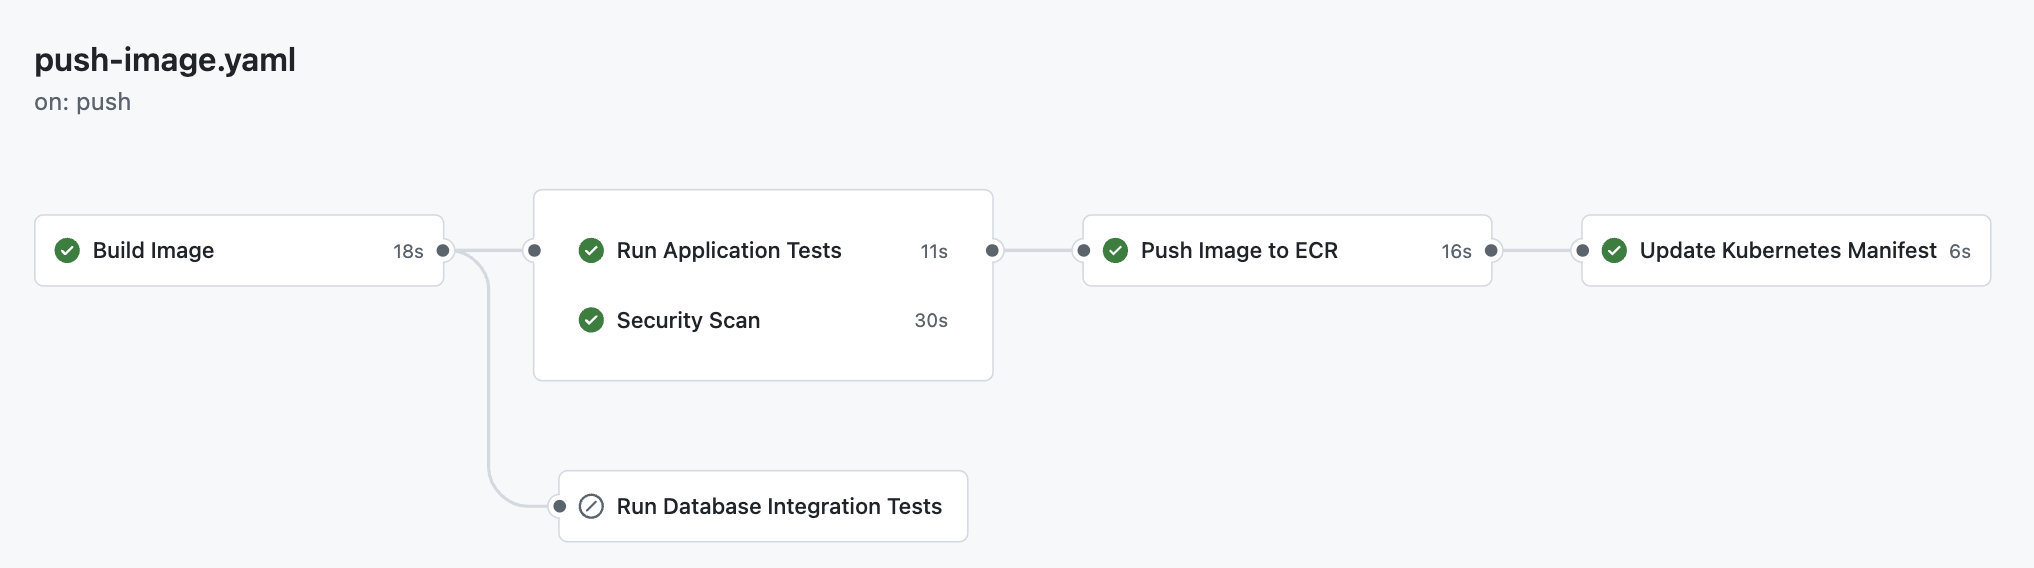 push-image.yaml
on: push
Build Image 18s
Run Application Tests 11s
Security Scan 30s
Push Image to ECR 16s
Update Kubernetes Manifest 6s
Run Database Integration Tests